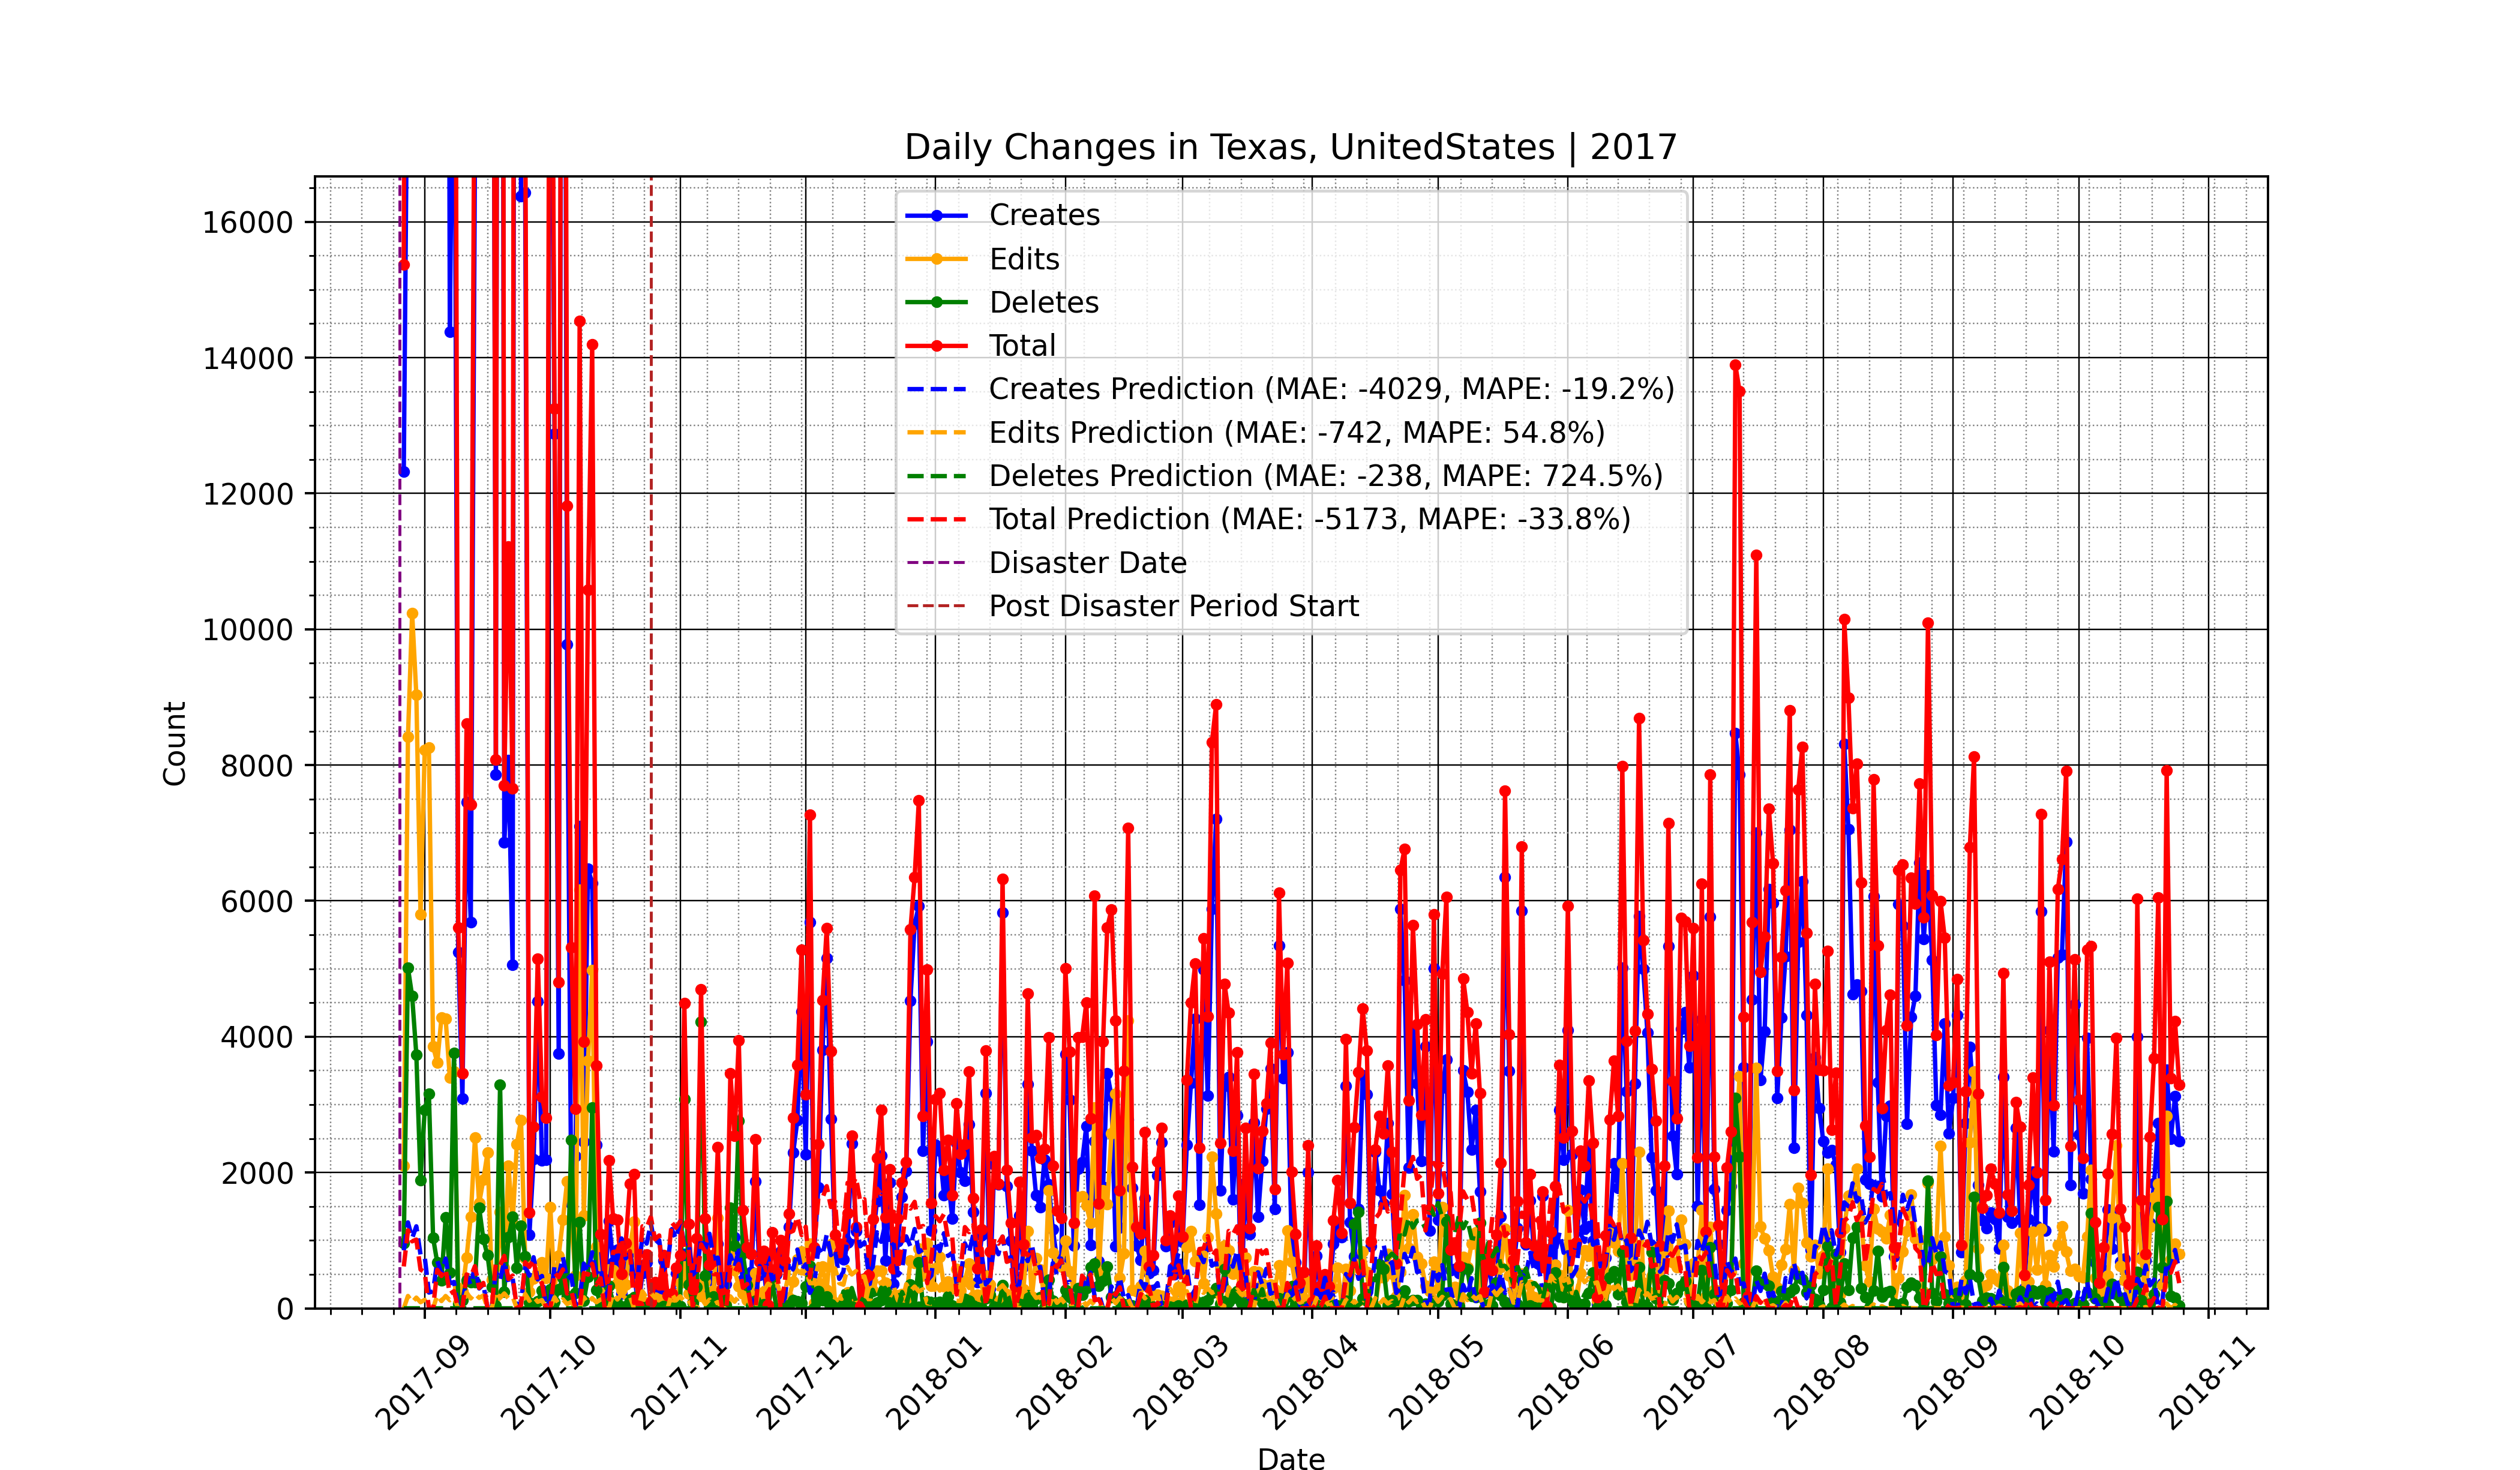 Daily Changes in Texas, UnitedStates | 2017
16000
14000
12000
10000
8000
6000
4000
2000
0
Count
Creates
Edits
Deletes
Total
Creates Prediction (MAE: -4029, MAPE: -19.2%)
Edits Prediction (MAE: -742, MAPE: 54.8%)
Deletes Prediction (MAE: -238, MAPE: 724.5%)
Total Prediction (MAE: -5173, MAPE: -33.8%)
Disaster Date
Post Disaster Period Start
2017-09
2017-10
2017-11
2017-12
2018-01
2018-02
2018-03
2018-04
2018-05
2018-06
2018-07
2018-08
2018-09
2018-10
2018-11
Date